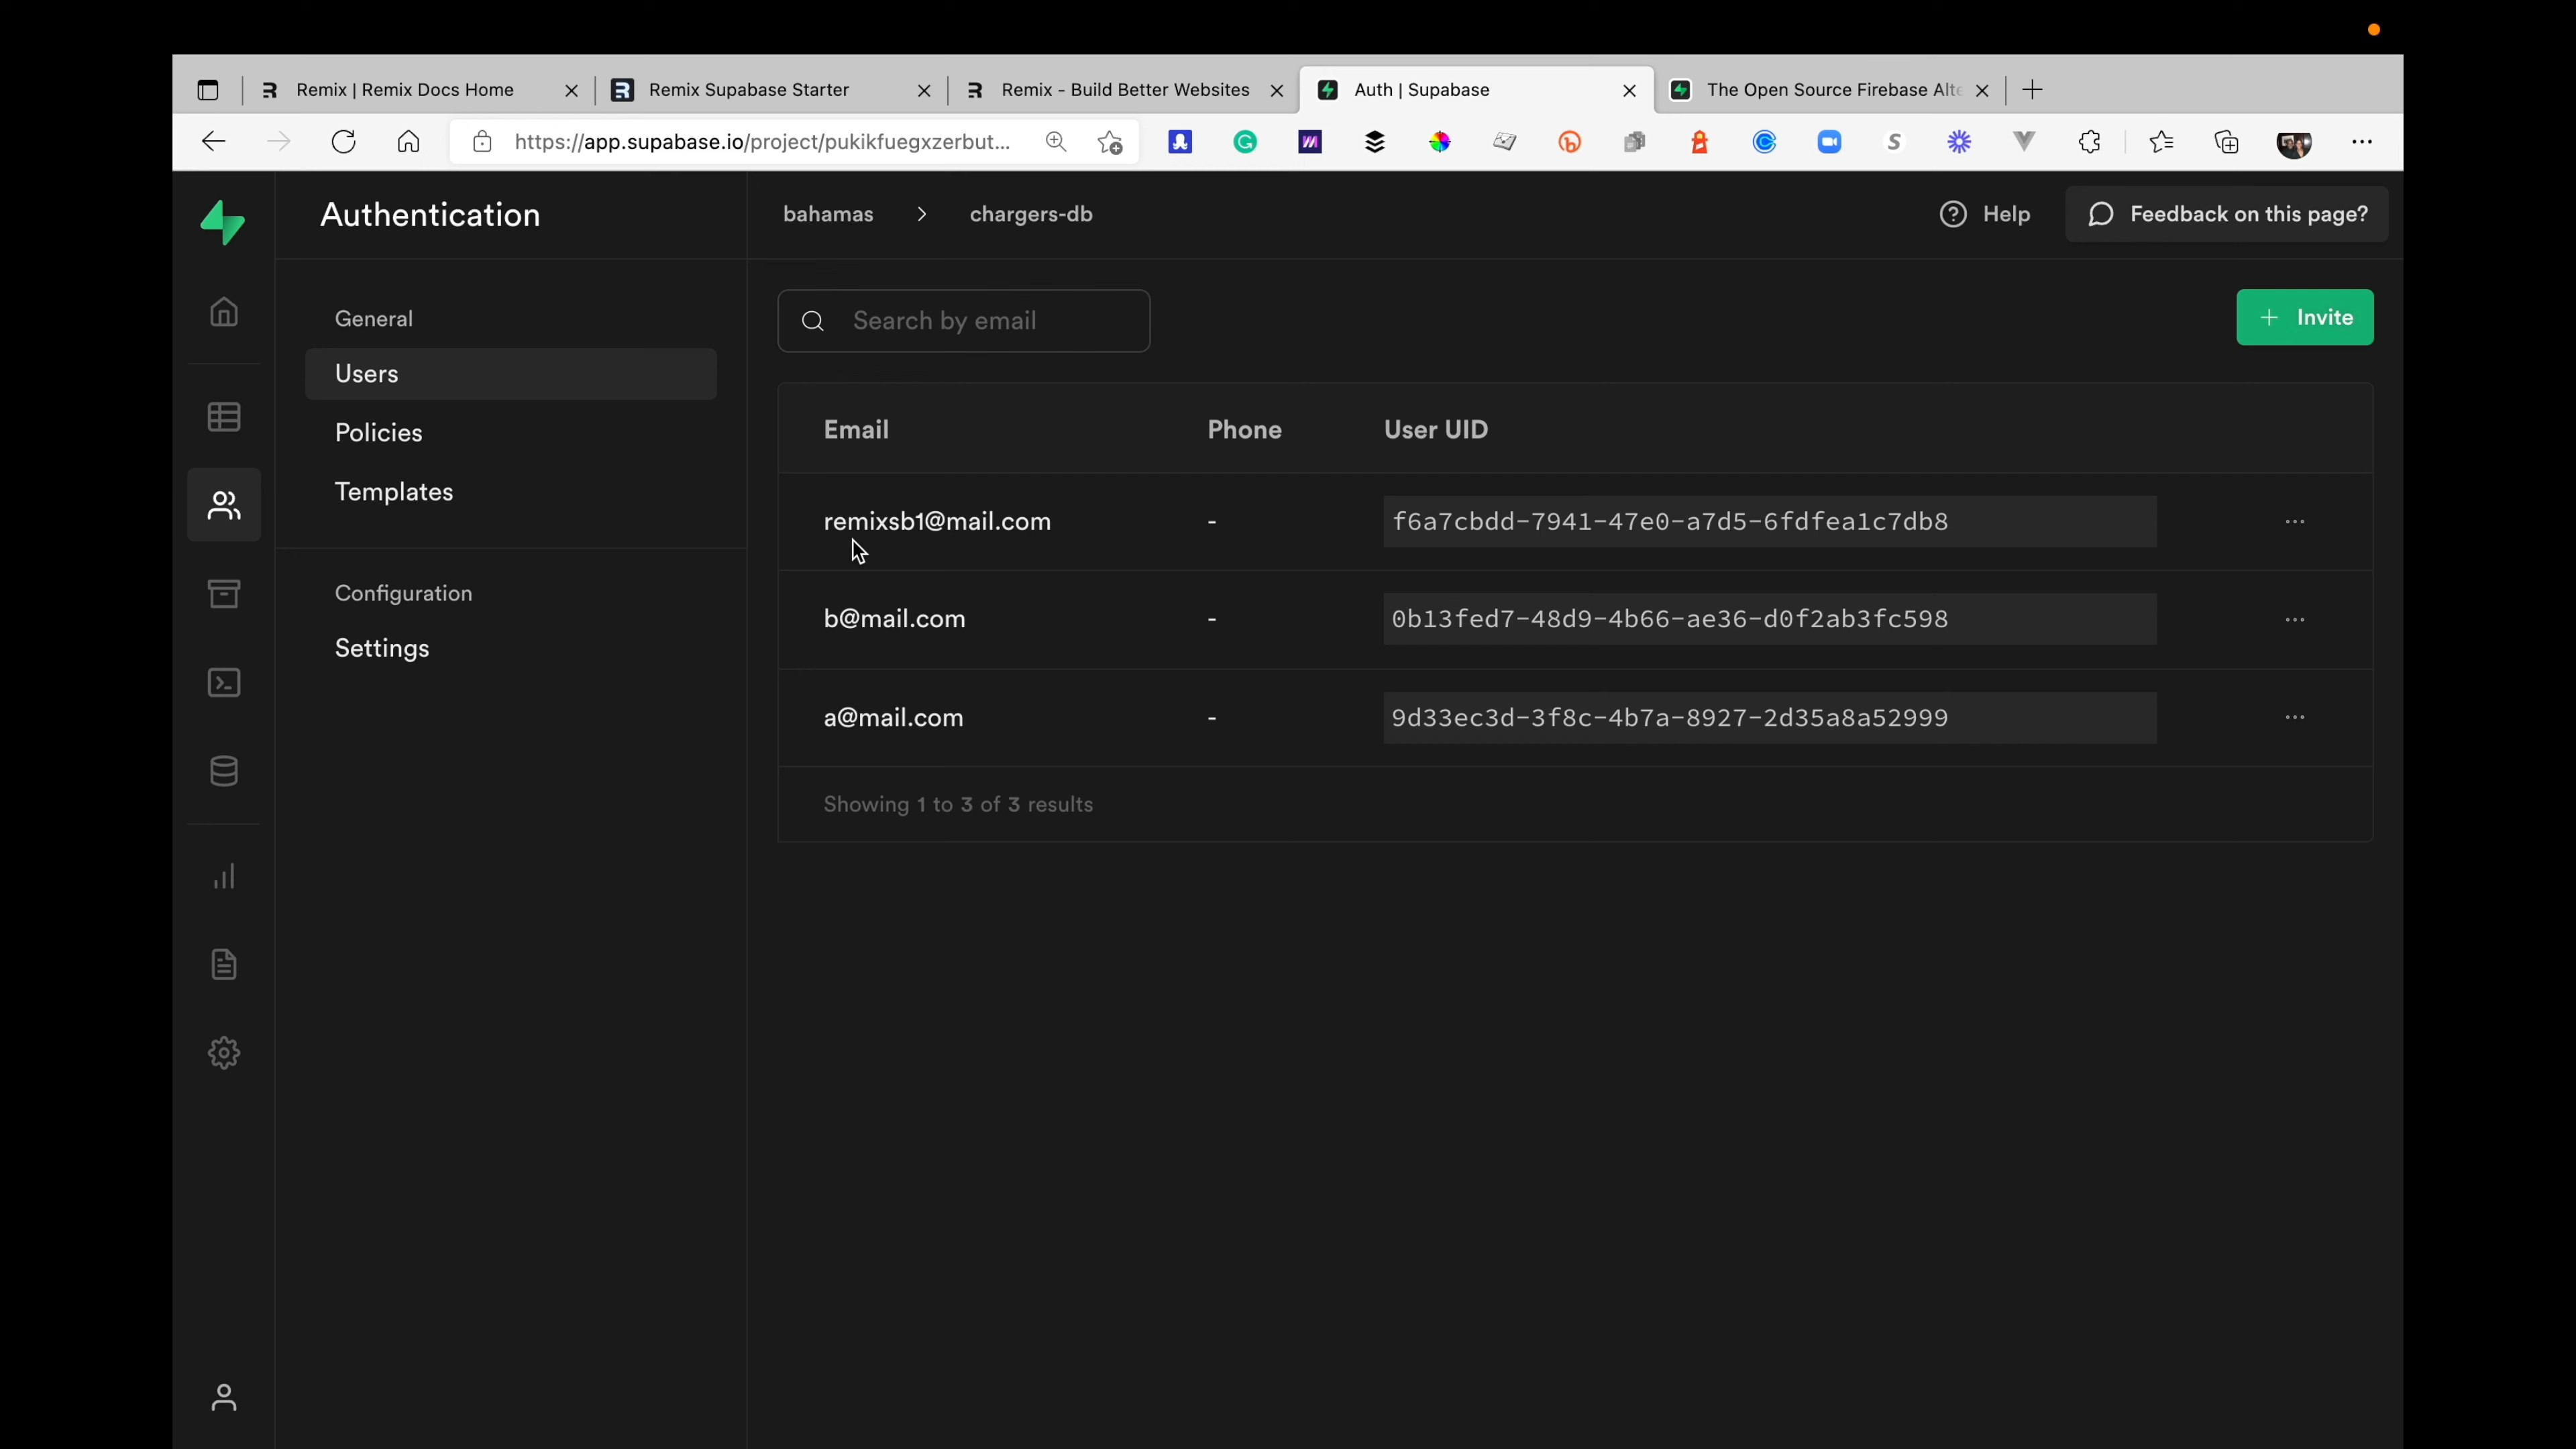 Remix | Remix Docs Home
Remix Supabase Starter
Remix - Build Better Websites
Auth | Supabase
The Open Source Firebase Alte
https://app.supabase.io/project/pukikfuegxzerbut...
Authentication
bahamas > chargers-db
Help
Feedback on this page?
General
Users
Policies
Templates
Configuration
Settings
Search by email
+ Invite
Email Phone User UID
remixsb1@mail.com - f6a7cbdd-7941-47e0-a7d5-6fdfea1c7db8 ...
b@mail.com - 0b13fed7-48d9-4b66-ae36-d0f2ab3fc598 ...
a@mail.com - 9d33ec3d-3f8c-4b7a-8927-2d35a8a52999 ...
Showing 1 to 3 of 3 results